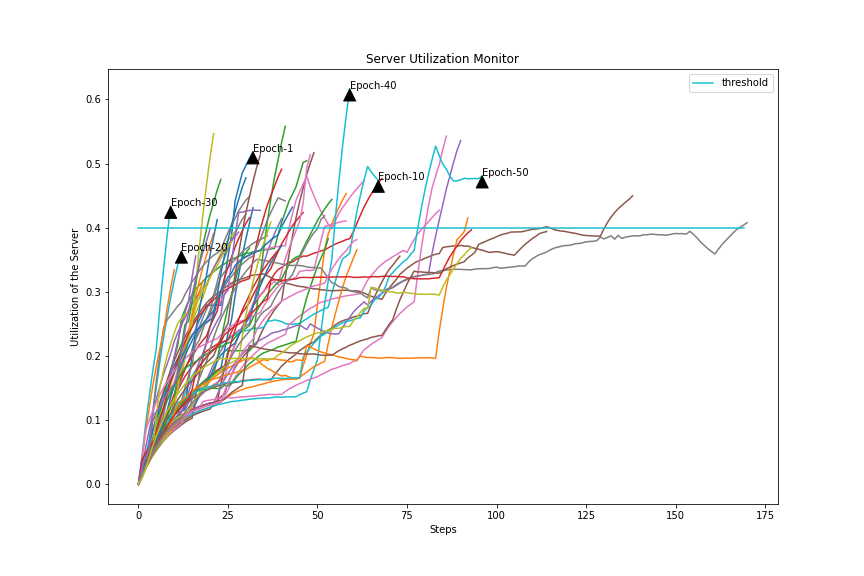 Server Utilization Monitor
threshold
Epoch-40
Epoch-1
Epoch-10
Epoch-50
Epoch-30
Epoch-20
Utilization of the Server
0.6
0.5
0.4
0.3
0.2
0.1
0.0
0 25 50 75 100 125 150 175
Steps